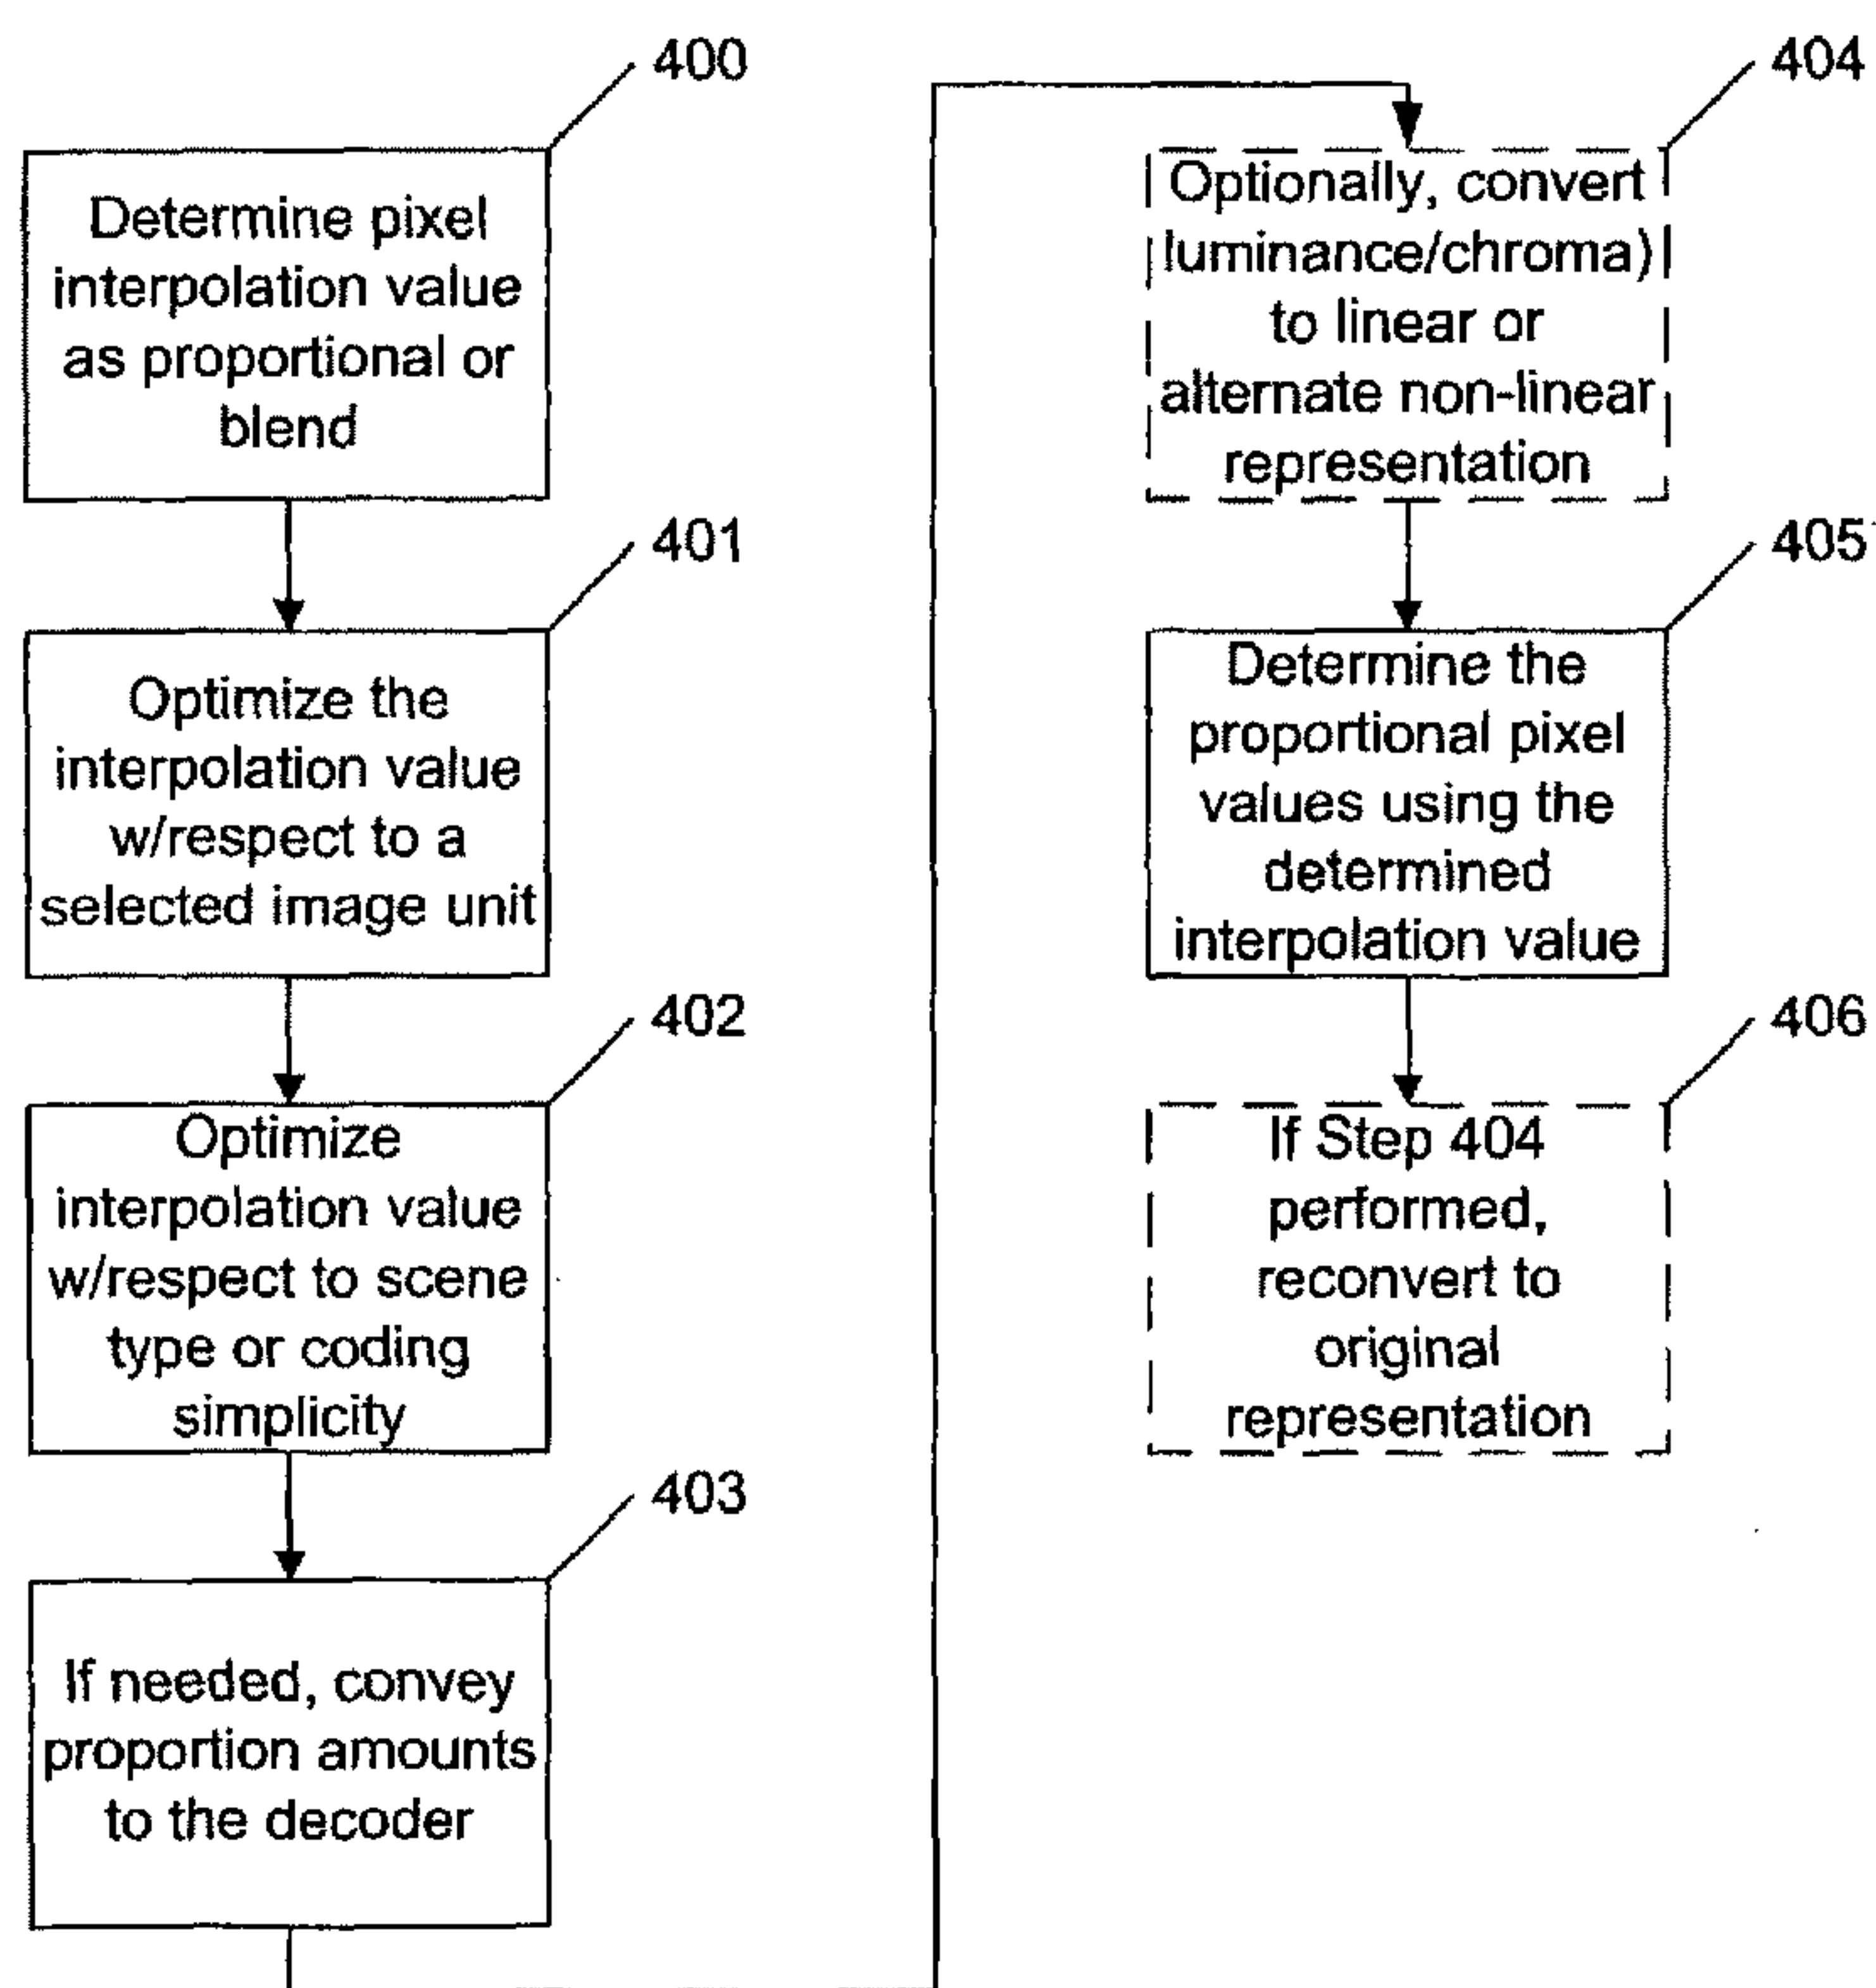 400
Determine pixel
interpolation value
as proportional or
blend
401
Optimize the
interpolation value
w/respect to a
selected image unit
402
Optimize
interpolation value
w/respect to scene
type or coding
simplicity
403
If needed, convey
proportion amounts
to the decoder
404
Optionally, convert
luminance/chroma)
to linear or
alternate non-linear
representation
405
Determine the
proportional pixel
values using the
determined
interpolation value
406
If Step 404
performed,
reconvert to
original
representation